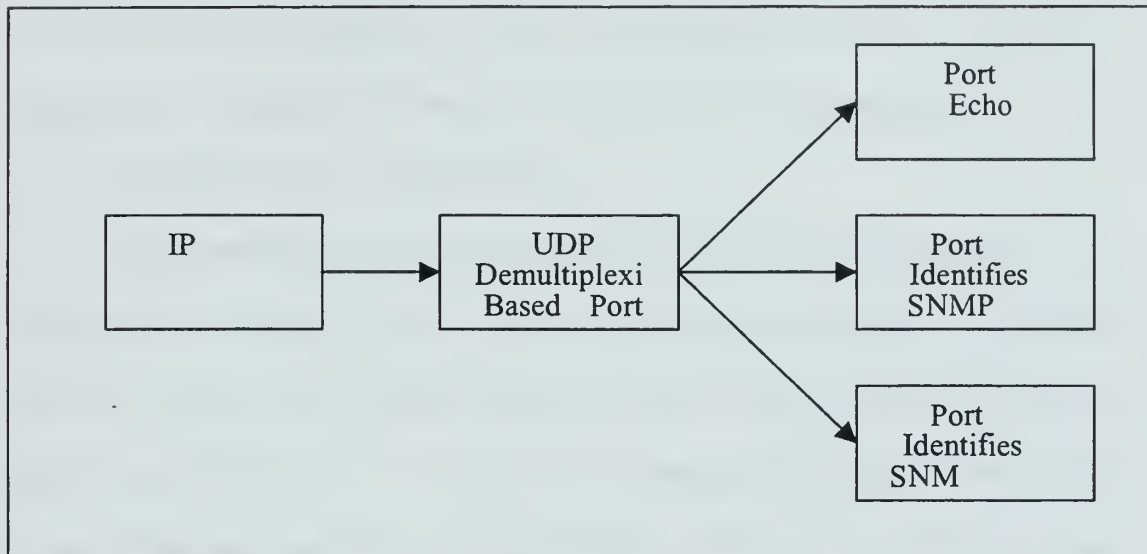 IP
UDP
Demultiplexi
Based Port
Port
Echo
Port
Identifies
SNMP
Port
Identifies
SNM